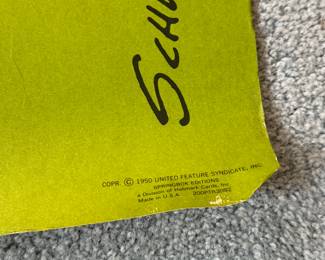 SCHU
COPR. © 1950 UNITED FEATURE SYNDICATE, INC.
SPRINGBOK EDITIONS
a Division of Hallmark Cards, Inc
Made in U.S.A.